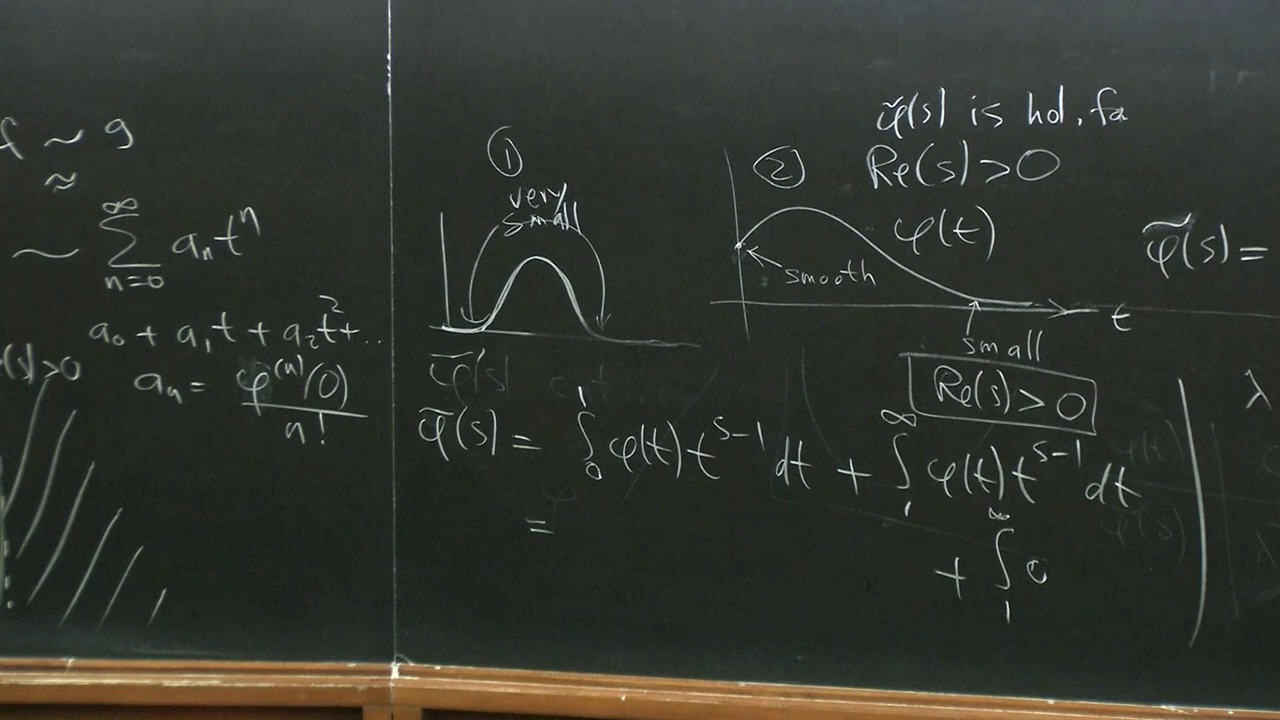 f ~ g
≈
~ ∑_{n=0}^{∞} a_n t^n
a_0 + a_1 t + a_2 t^2 + ..
(s)>0
a_n = φ^(n)(0) / n!
①
very
small
φ̃(s
φ̃(s) = ∫_0^1 φ(t) t^{s-1} dt + ∫_1^∞ φ(t) t^{s-1} dt
=
+ ∫_1^∞ 0
②
φ̃(s) is hol. fo
Re(s)>0
φ(t)
smooth
t
small
Re(s) > 0
φ̃(s) =
λ